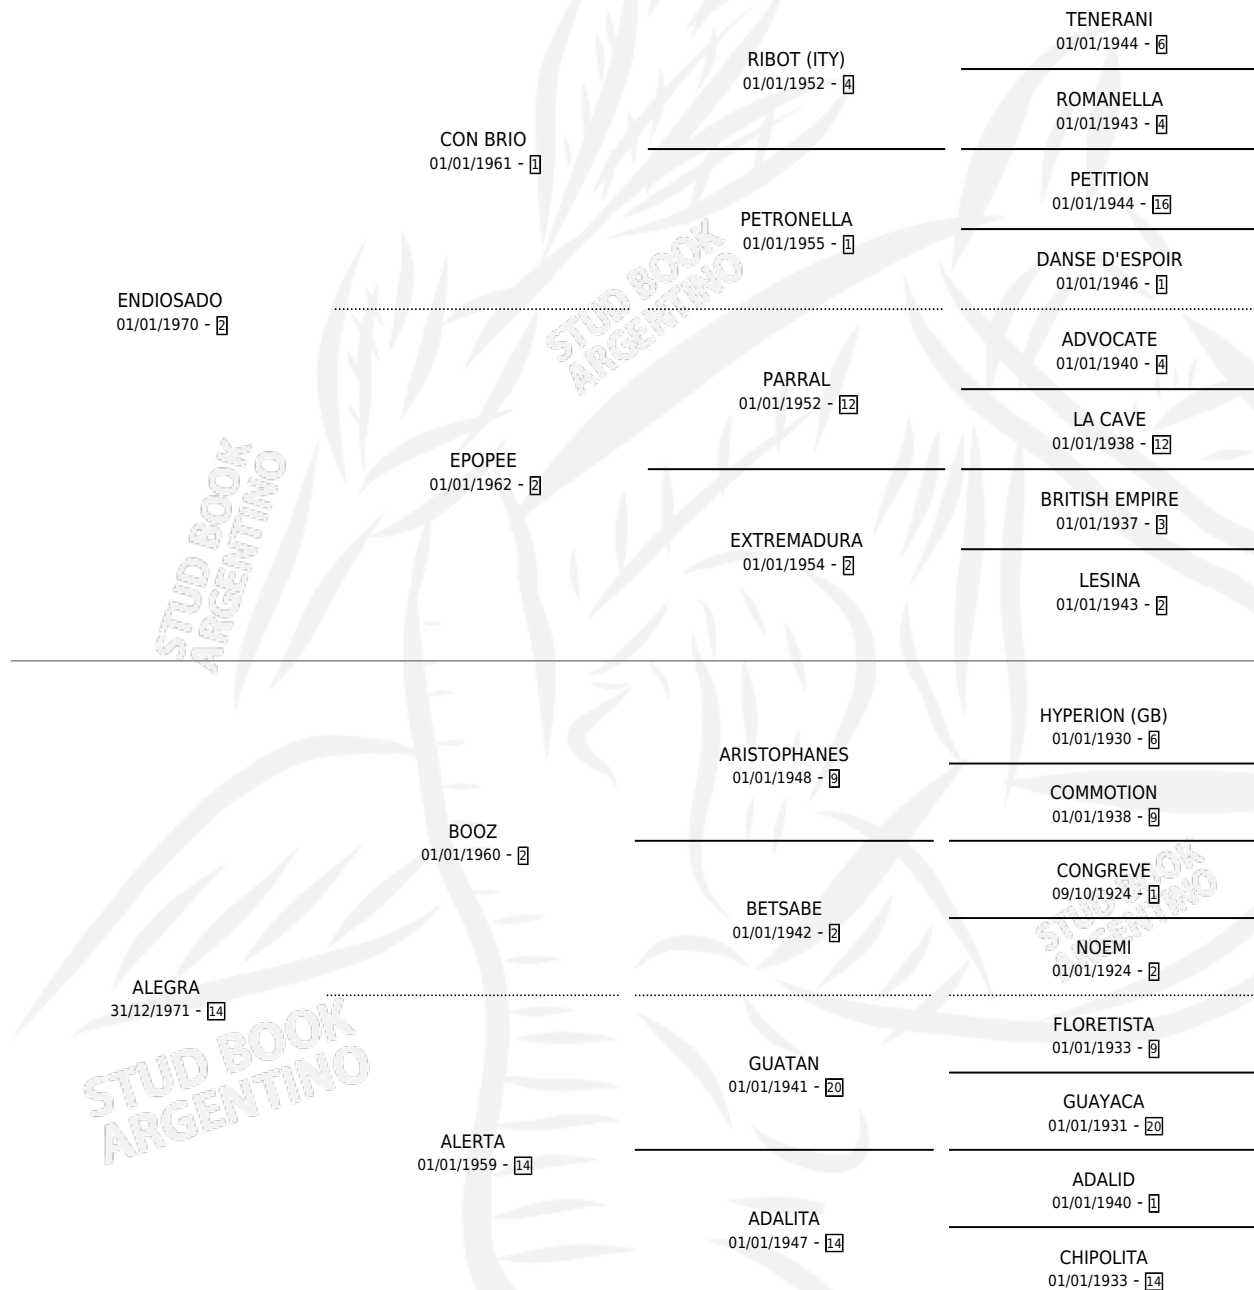 TENERANI
01/01/1944 - 6
RIBOT (ITY)
01/01/1952 - 4
ROMANELLA
01/01/1943 - 4
CON BRIO
01/01/1961 - 1
PETITION
01/01/1944 - 16
PETRONELLA
01/01/1955 - 1
DANSE D'ESPOIR
01/01/1946 - 1
ENDIOSADO
01/01/1970 - 2
STUD BOOK
ARGENTINO
ADVOCATE
01/01/1940 - 4
PARRAL
01/01/1952 - 12
LA CAVE
01/01/1938 - 12
EPOPEE
01/01/1962 - 2
BRITISH EMPIRE
01/01/1937 - 3
EXTREMADURA
01/01/1954 - 2
LESINA
01/01/1943 - 2
STUD BOOK
ARGENTINO
HYPERION (GB)
01/01/1930 - 6
ARISTOPHANES
01/01/1948 - 9
COMMOTION
01/01/1938 - 9
BOOZ
01/01/1960 - 2
CONGREVE
09/10/1924 - 1
BETSABE
01/01/1942 - 2
STUD BOOK
ARGENTINO
NOEMI
01/01/1924 - 2
ALEGRA
31/12/1971 - 14
STUD BOOK
ARGENTINO
FLORETISTA
01/01/1933 - 9
GUATAN
01/01/1941 - 20
GUAYACA
01/01/1931 - 20
ALERTA
01/01/1959 - 14
ADALID
01/01/1940 - 1
ADALITA
01/01/1947 - 14
CHIPOLITA
01/01/1933 - 14